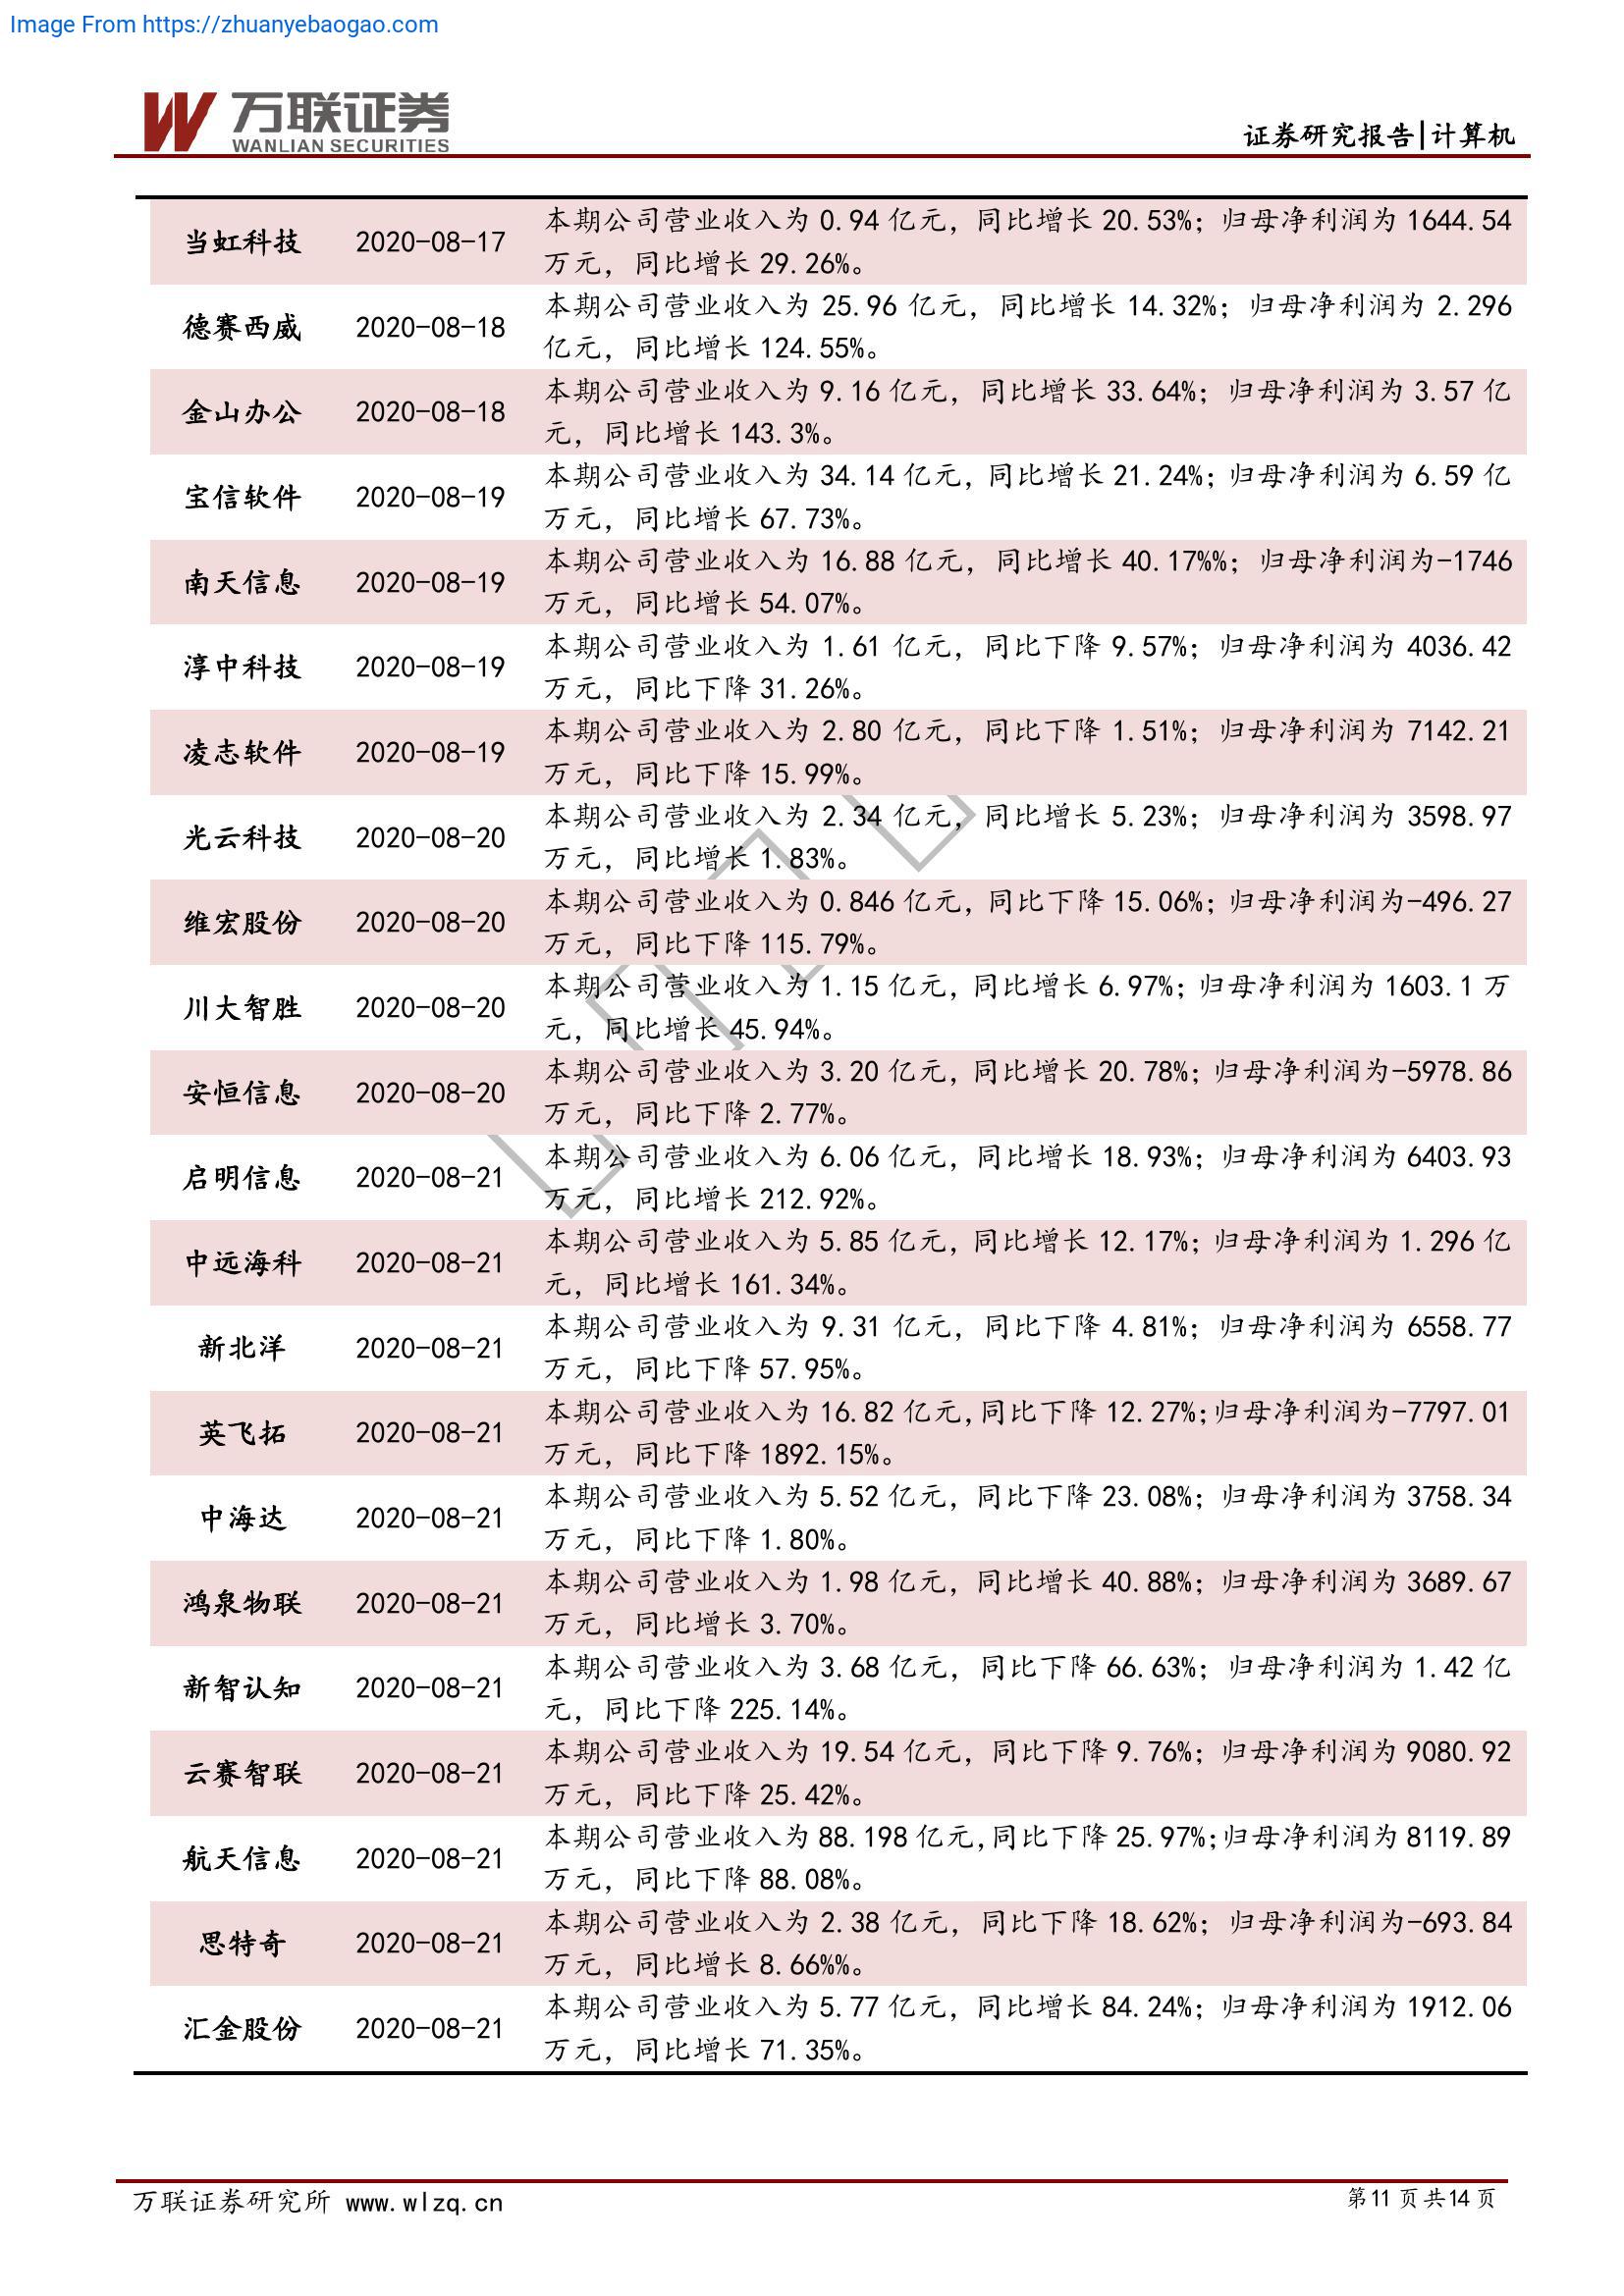 Image From https://zhuanyebaogao.com
万联证券
WANLIAN SECURITIES
证券研究报告|计算机
当虹科技 2020-08-17 本期公司营业收入为 0.94 亿元，同比增长 20.53%；归母净利润为 1644.54
万元，同比增长 29.26%。
德赛西威 2020-08-18 本期公司营业收入为 25.96 亿元，同比增长 14.32%；归母净利润为 2.296
亿元，同比增长 124.55%。
金山办公 2020-08-18 本期公司营业收入为 9.16 亿元，同比增长 33.64%；归母净利润为 3.57 亿
元，同比增长 143.3%。
宝信软件 2020-08-19 本期公司营业收入为 34.14 亿元，同比增长 21.24%；归母净利润为 6.59 亿
万元，同比增长 67.73%。
南天信息 2020-08-19 本期公司营业收入为 16.88 亿元，同比增长 40.17%%；归母净利润为-1746
万元，同比增长 54.07%。
淳中科技 2020-08-19 本期公司营业收入为 1.61 亿元，同比下降 9.57%；归母净利润为 4036.42
万元，同比下降 31.26%。
凌志软件 2020-08-19 本期公司营业收入为 2.80 亿元，同比下降 1.51%；归母净利润为 7142.21
万元，同比下降 15.99%。
光云科技 2020-08-20 本期公司营业收入为 2.34 亿元，同比增长 5.23%；归母净利润为 3598.97
万元，同比增长 1.83%。
维宏股份 2020-08-20 本期公司营业收入为 0.846 亿元，同比下降 15.06%；归母净利润为-496.27
万元，同比下降 115.79%。
川大智胜 2020-08-20 本期公司营业收入为 1.15 亿元，同比增长 6.97%；归母净利润为 1603.1 万
元，同比增长 45.94%。
安恒信息 2020-08-20 本期公司营业收入为 3.20 亿元，同比增长 20.78%；归母净利润为-5978.86
万元，同比下降 2.77%。
启明信息 2020-08-21 本期公司营业收入为 6.06 亿元，同比增长 18.93%；归母净利润为 6403.93
万元，同比增长 212.92%。
中远海科 2020-08-21 本期公司营业收入为 5.85 亿元，同比增长 12.17%；归母净利润为 1.296 亿
元，同比增长 161.34%。
新北洋 2020-08-21 本期公司营业收入为 9.31 亿元，同比下降 4.81%；归母净利润为 6558.77
万元，同比下降 57.95%。
英飞拓 2020-08-21 本期公司营业收入为 16.82 亿元，同比下降 12.27%；归母净利润为-7797.01
万元，同比下降 1892.15%。
中海达 2020-08-21 本期公司营业收入为 5.52 亿元，同比下降 23.08%；归母净利润为 3758.34
万元，同比下降 1.80%。
鸿泉物联 2020-08-21 本期公司营业收入为 1.98 亿元，同比增长 40.88%；归母净利润为 3689.67
万元，同比增长 3.70%。
新智认知 2020-08-21 本期公司营业收入为 3.68 亿元，同比下降 66.63%；归母净利润为 1.42 亿
元，同比下降 225.14%。
云赛智联 2020-08-21 本期公司营业收入为 19.54 亿元，同比下降 9.76%；归母净利润为 9080.92
万元，同比下降 25.42%。
航天信息 2020-08-21 本期公司营业收入为 88.198 亿元，同比下降 25.97%；归母净利润为 8119.89
万元，同比下降 88.08%。
思特奇 2020-08-21 本期公司营业收入为 2.38 亿元，同比下降 18.62%；归母净利润为-693.84
万元，同比增长 8.66%%。
汇金股份 2020-08-21 本期公司营业收入为 5.77 亿元，同比增长 84.24%；归母净利润为 1912.06
万元，同比增长 71.35%。
万联证券研究所 www.wlzq.cn
第 11 页 共 14 页